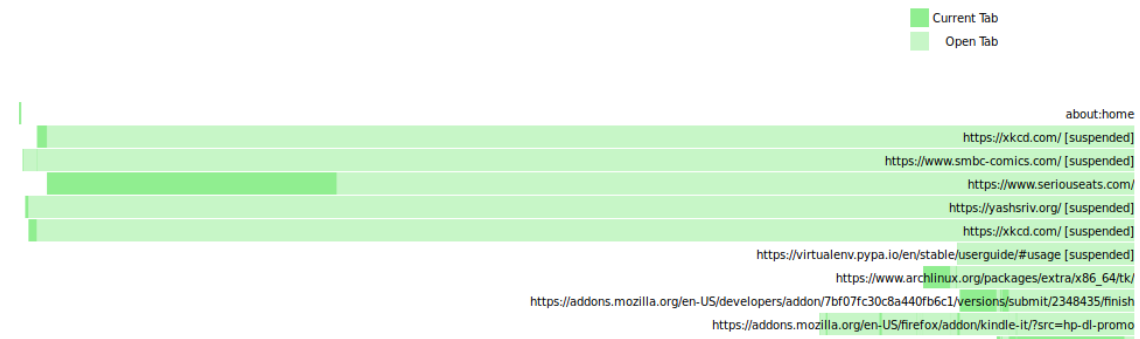 Current Tab
Open Tab
about:home
https://xkcd.com/ [suspended]
https://www.smbc-comics.com/ [suspended]
https://www.seriouseats.com/
https://yashsriv.org/ [suspended]
https://xkcd.com/ [suspended]
https://virtualenv.pypa.io/en/stable/userguide/#usage [suspended]
https://www.archlinux.org/packages/extra/x86_64/tk/
https://addons.mozilla.org/en-US/developers/addon/7bf07fc30c8a440fb6c1/versions/submit/2348435/finish
https://addons.mozilla.org/en-US/firefox/addon/kindle-it/?src=hp-dl-promo